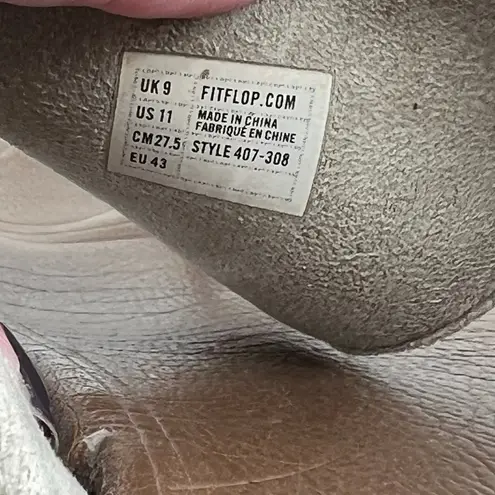 UK 9 FITFLOP.COM
US 11 MADE IN CHINA
FABRIQUÉ EN CHINE
CM 27.5 STYLE 407-308
EU 43